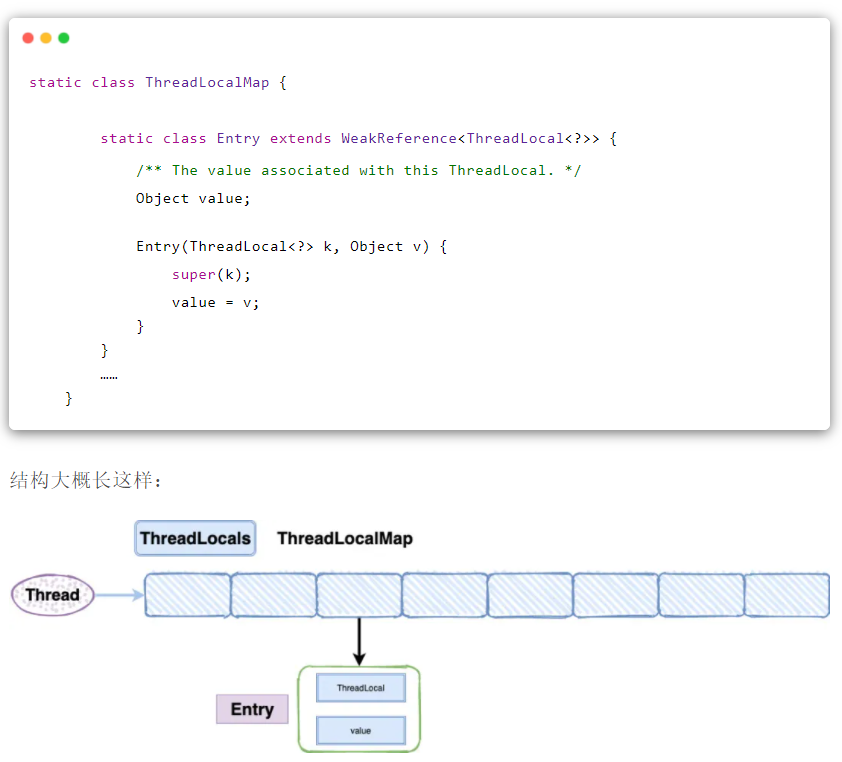 static class ThreadLocalMap {
static class Entry extends WeakReference<ThreadLocal<?>> {
/** The value associated with this ThreadLocal. */
Object value;
Entry(ThreadLocal<?> k, Object v) {
super(k);
value = v;
}
}
……
}
结构大概长这样：
ThreadLocals ThreadLocalMap
Thread
ThreadLocal
Entry
value